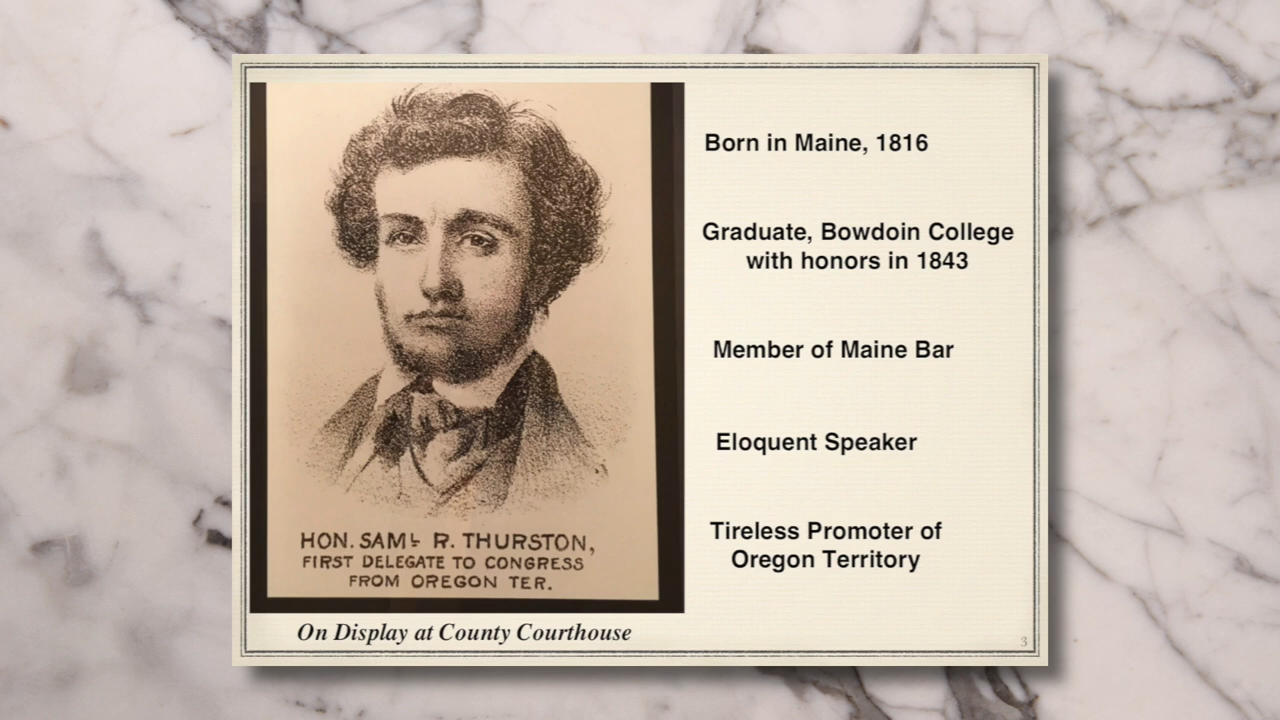 Born in Maine, 1816
Graduate, Bowdoin College
with honors in 1843
Member of Maine Bar
Eloquent Speaker
Tireless Promoter of
Oregon Territory
HON. SAML R. THURSTON,
FIRST DELEGATE TO CONGRESS
FROM OREGON TER.
On Display at County Courthouse
3